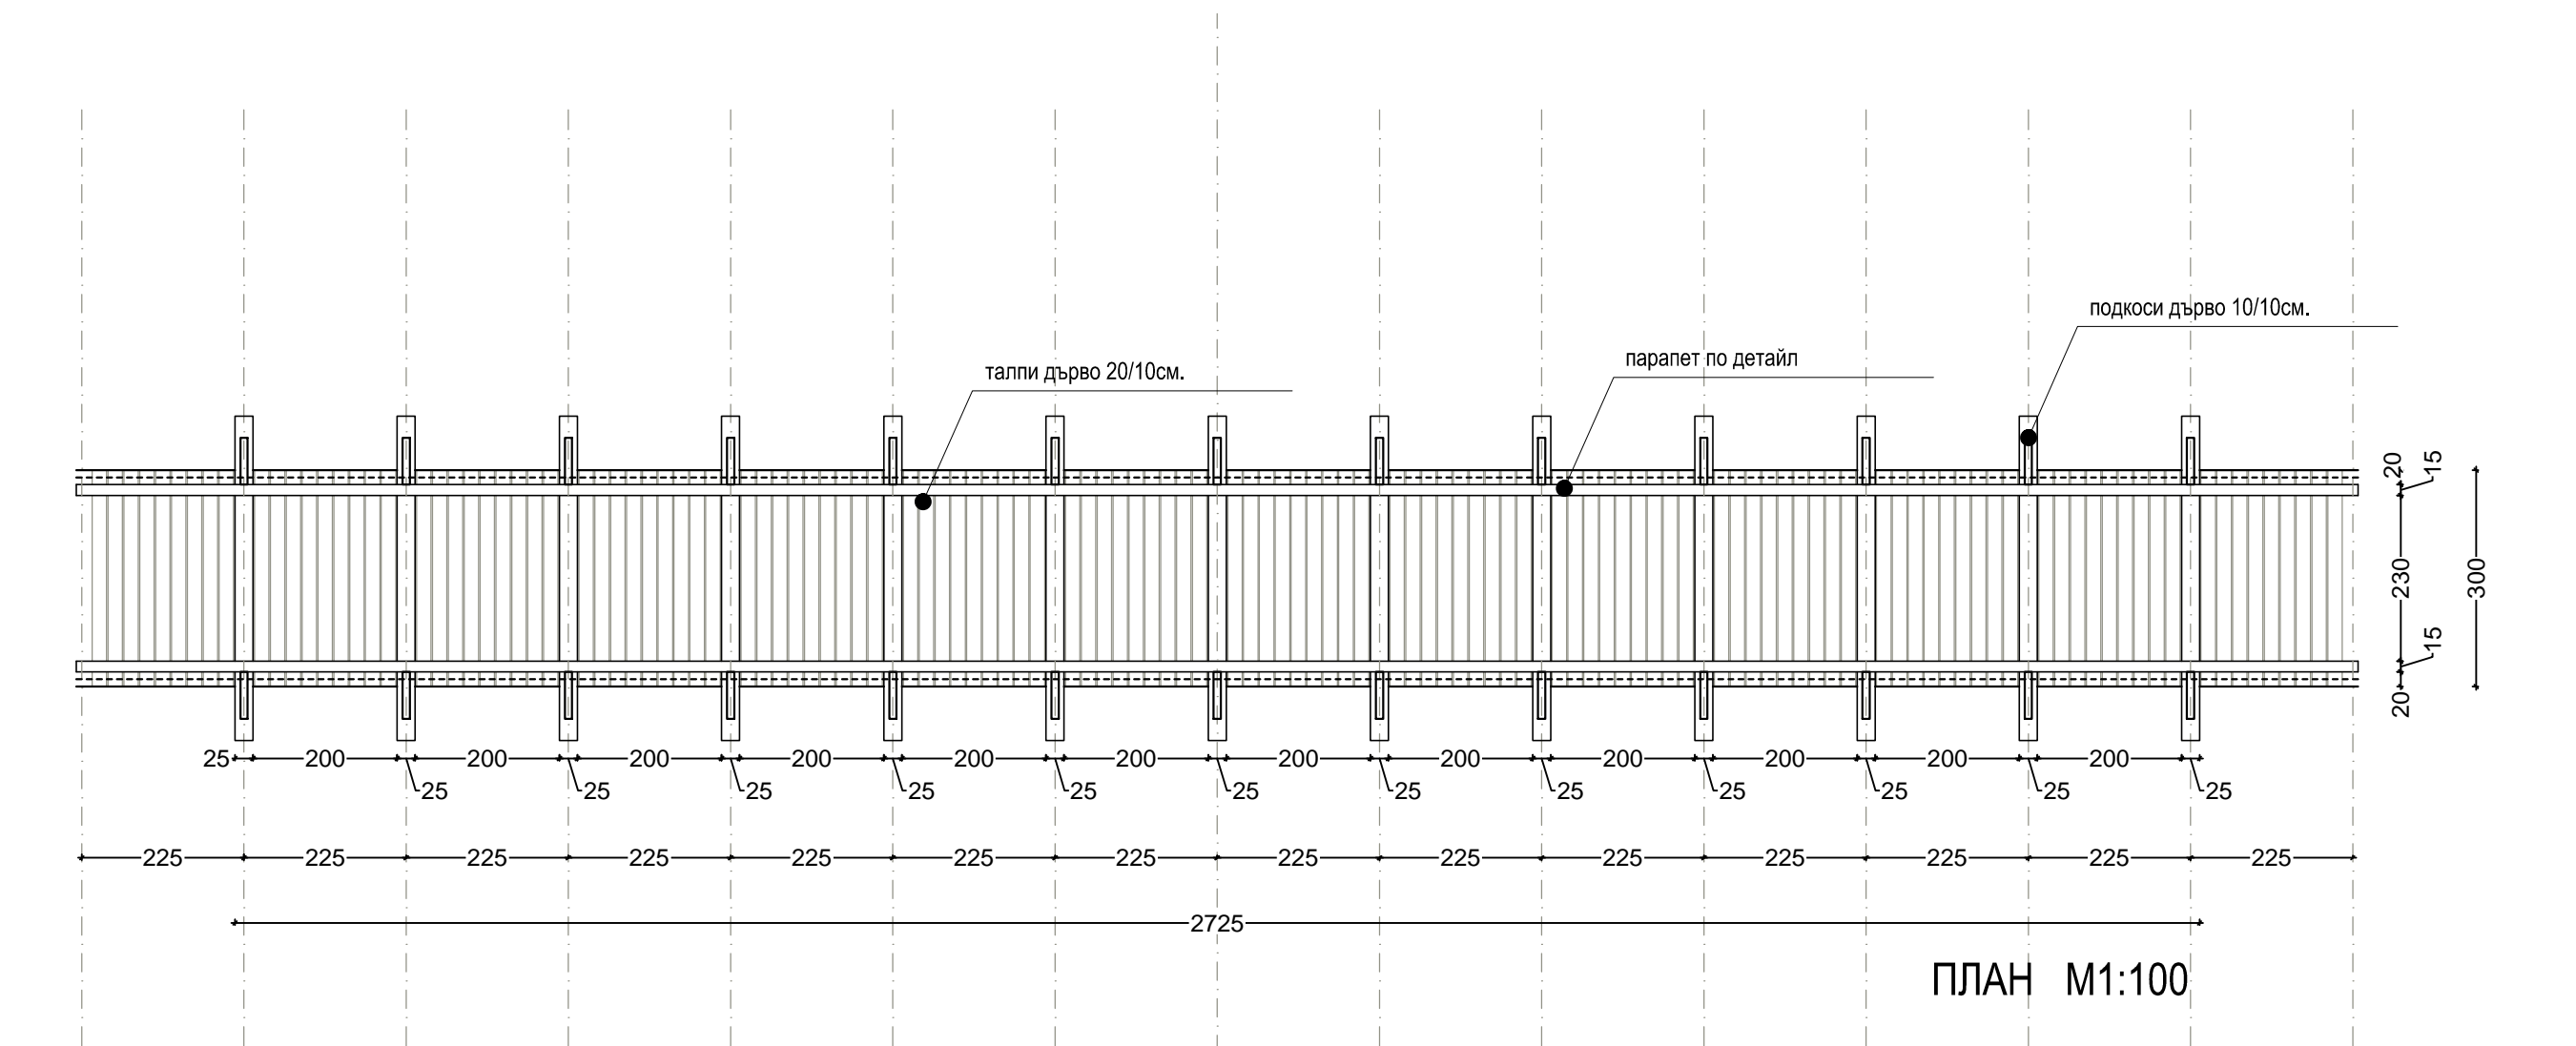 подкоси дърво 10/10см.
парапет по детайл
талпи дърво 20/10см.
20 15
230 300
15
20
25 200 200 200 200 200 200 200 200 200 200 200 200
25 25 25 25 25 25 25 25 25 25 25 25
225 225 225 225 225 225 225 225 225 225 225 225 225 225
2725
ПЛАН М1:100